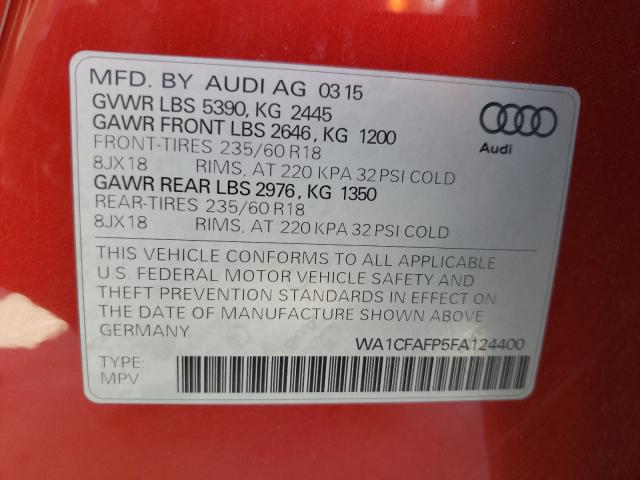 MFD. BY AUDI AG 0315
GVWR LBS 5390, KG 2445
GAWR FRONT LBS 2646, KG 1200
FRONT-TIRES 235/60 R18
8JX18 RIMS, AT 220 KPA 32 PSI COLD
GAWR REAR LBS 2976, KG 1350
REAR-TIRES 235/60 R18
8JX18 RIMS, AT 220 KPA 32 PSI COLD
Audi
THIS VEHICLE CONFORMS TO ALL APPLICABLE
U.S. FEDERAL MOTOR VEHICLE SAFETY AND
THEFT PREVENTION STANDARDS IN EFFECT ON
THE DATE OF MANUFACTURE SHOWN ABOVE
GERMANY
WA1CFAFP5FA124400
TYPE:
MPV